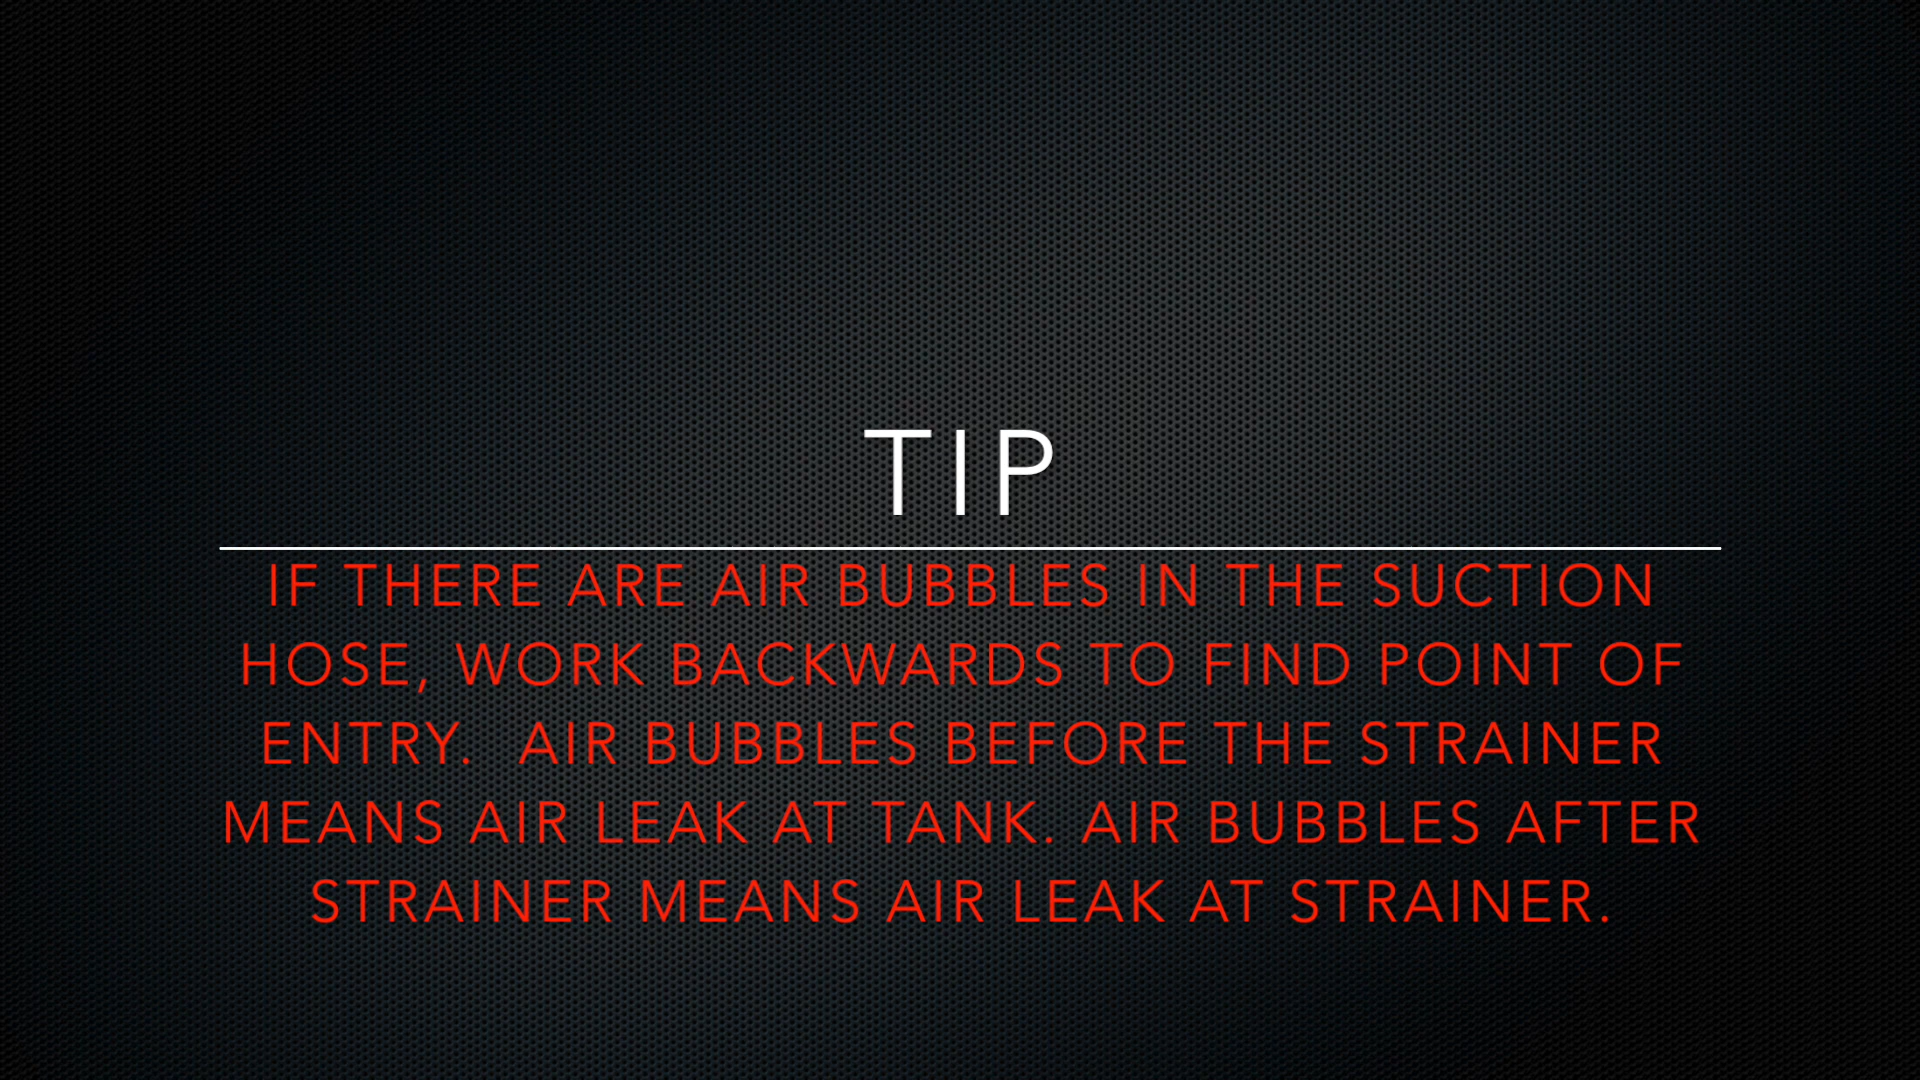 TIP
IF THERE ARE AIR BUBBLES IN THE SUCTION
HOSE, WORK BACKWARDS TO FIND POINT OF
ENTRY.  AIR BUBBLES BEFORE THE STRAINER
MEANS AIR LEAK AT TANK. AIR BUBBLES AFTER
STRAINER MEANS AIR LEAK AT STRAINER.